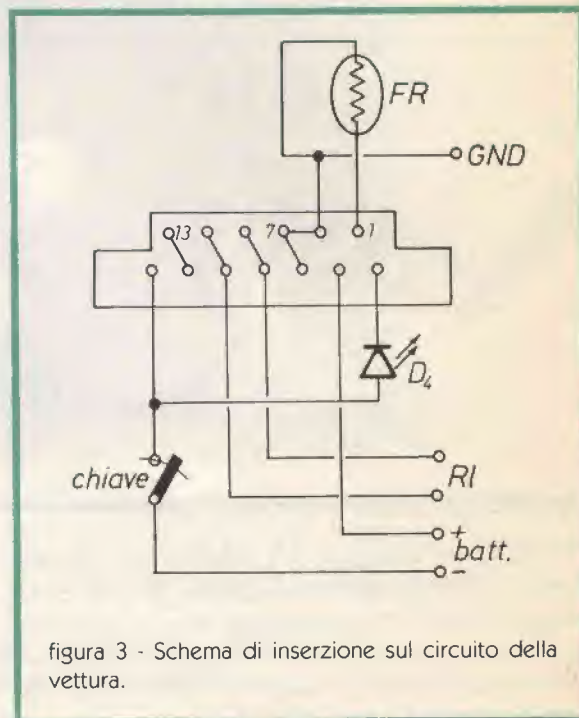 FR
GND
13
7
1
D4
chiave
RI
+
batt.
-
figura 3 - Schema di inserzione sul circuito della
vettura.